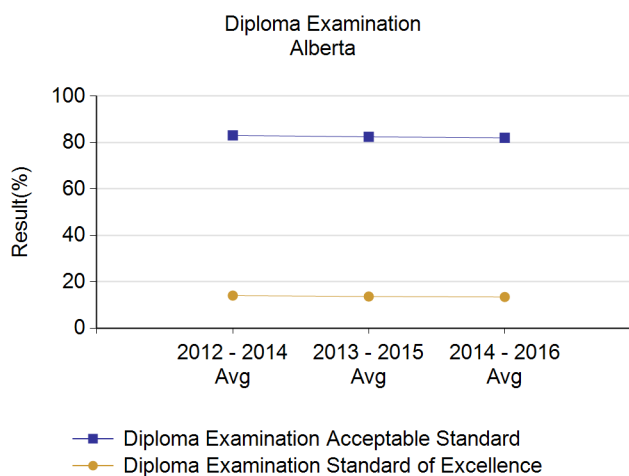 Diploma Examination
Alberta
100
80
60
40
20
0
Result(%)
2012 - 2014
Avg
2013 - 2015
Avg
2014 - 2016
Avg
Diploma Examination Acceptable Standard
Diploma Examination Standard of Excellence